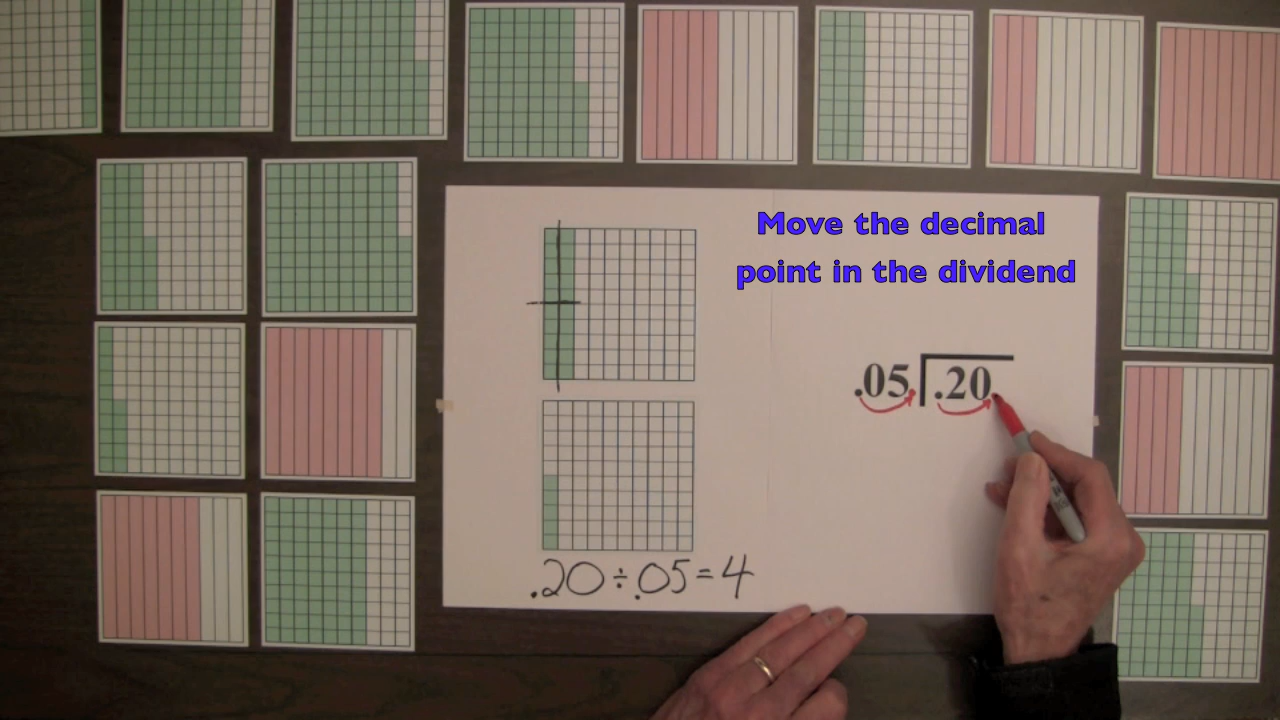 Move the decimal
point in the dividend
.05 .20
.20÷.05=4